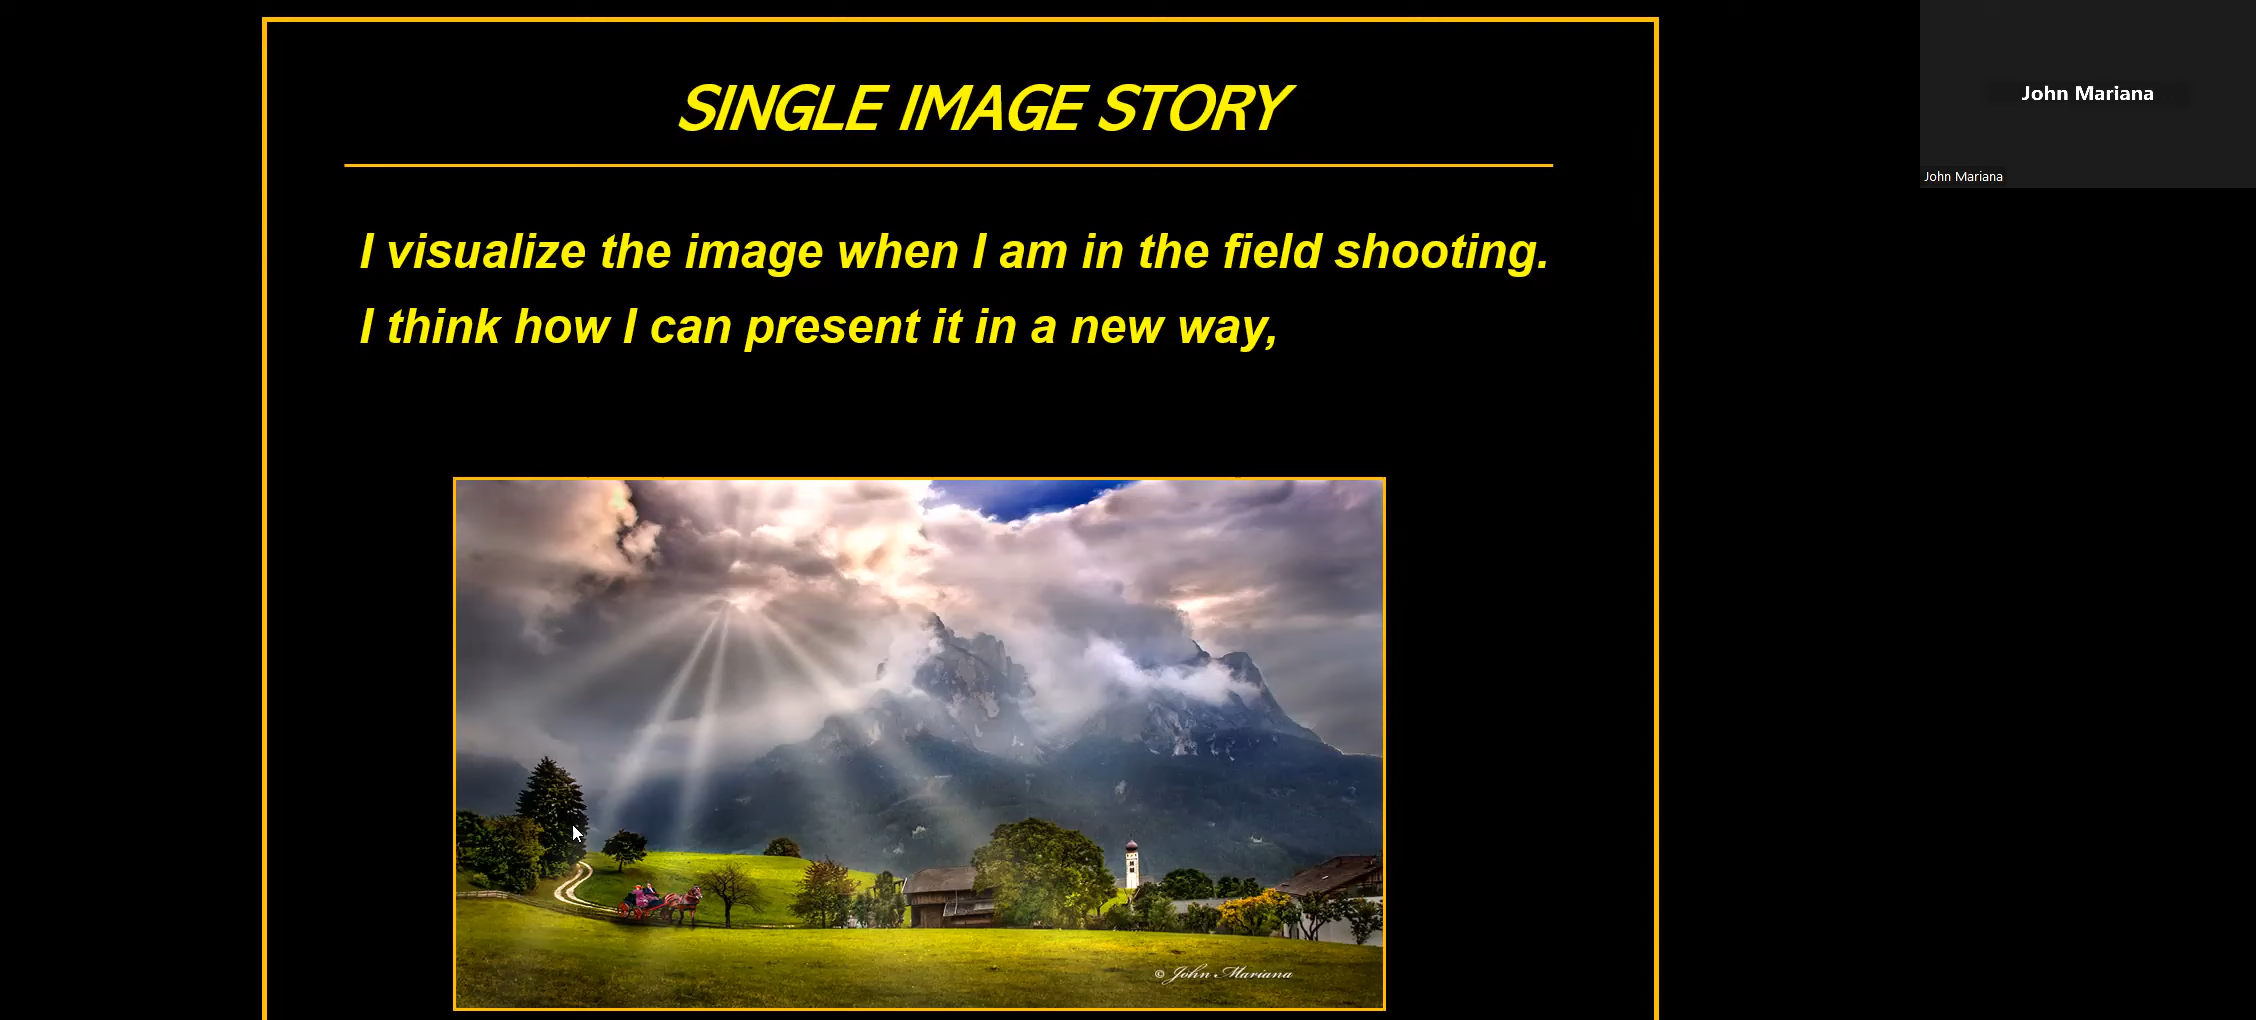 SINGLE IMAGE STORY
I visualize the image when I am in the field shooting.
I think how I can present it in a new way,
© John Mariana
John Mariana
John Mariana